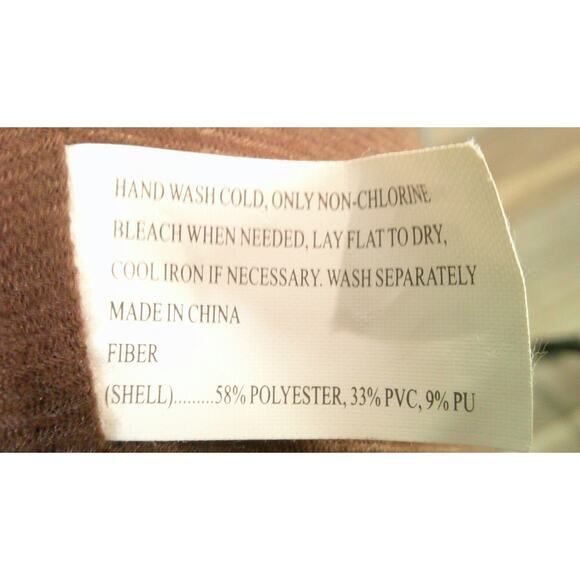 HAND WASH COLD, ONLY NON-CHLORINE
BLEACH WHEN NEEDED, LAY FLAT TO DRY,
COOL IRON IF NECESSARY. WASH SEPARATELY
MADE IN CHINA
FIBER
(SHELL).........58% POLYESTER, 33% PVC, 9% PU